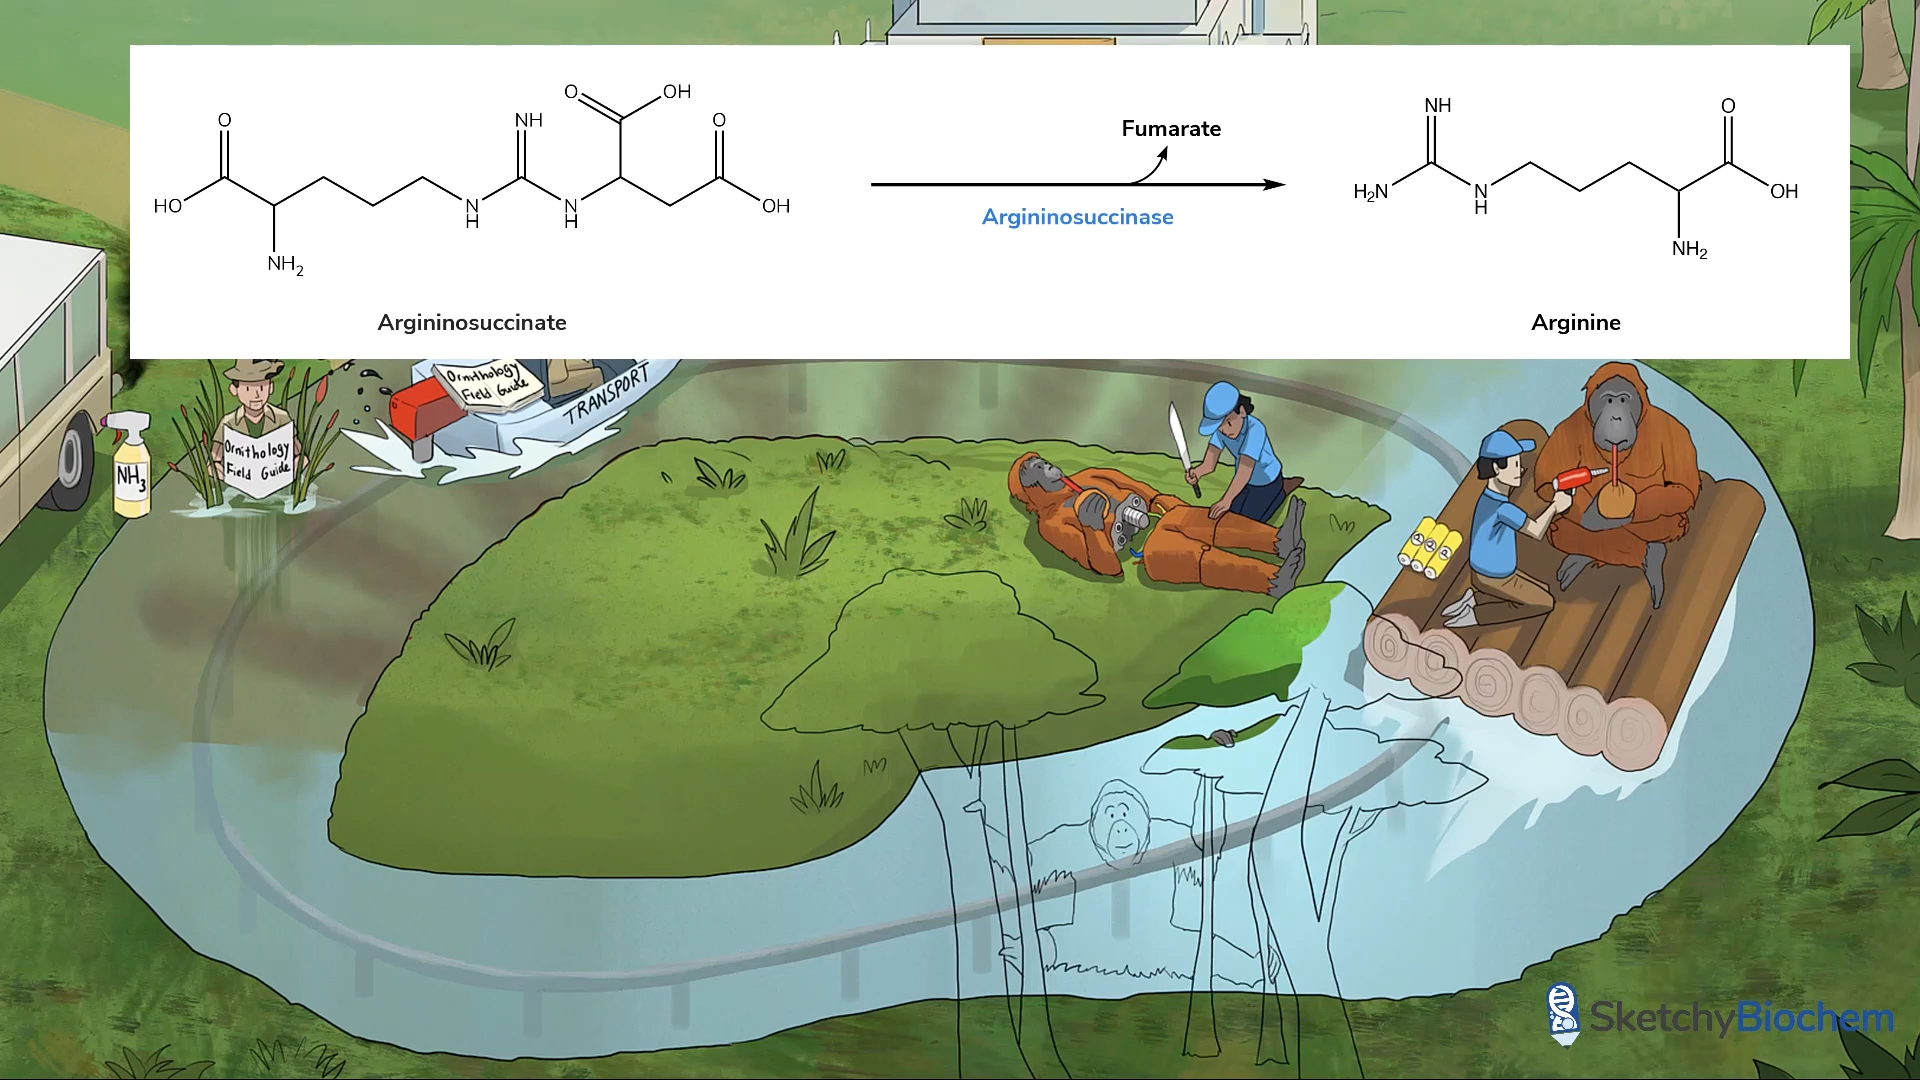 O
OH
O
NH
O
HO
N
H
N
H
OH
NH2
Argininosuccinate
Fumarate
Argininosuccinase
NH
O
H2N
N
H
OH
NH2
Arginine
Ornithology
Field Guide
TRANSPORT
Ornithology
Field Guide
NH3
SketchyBiochem